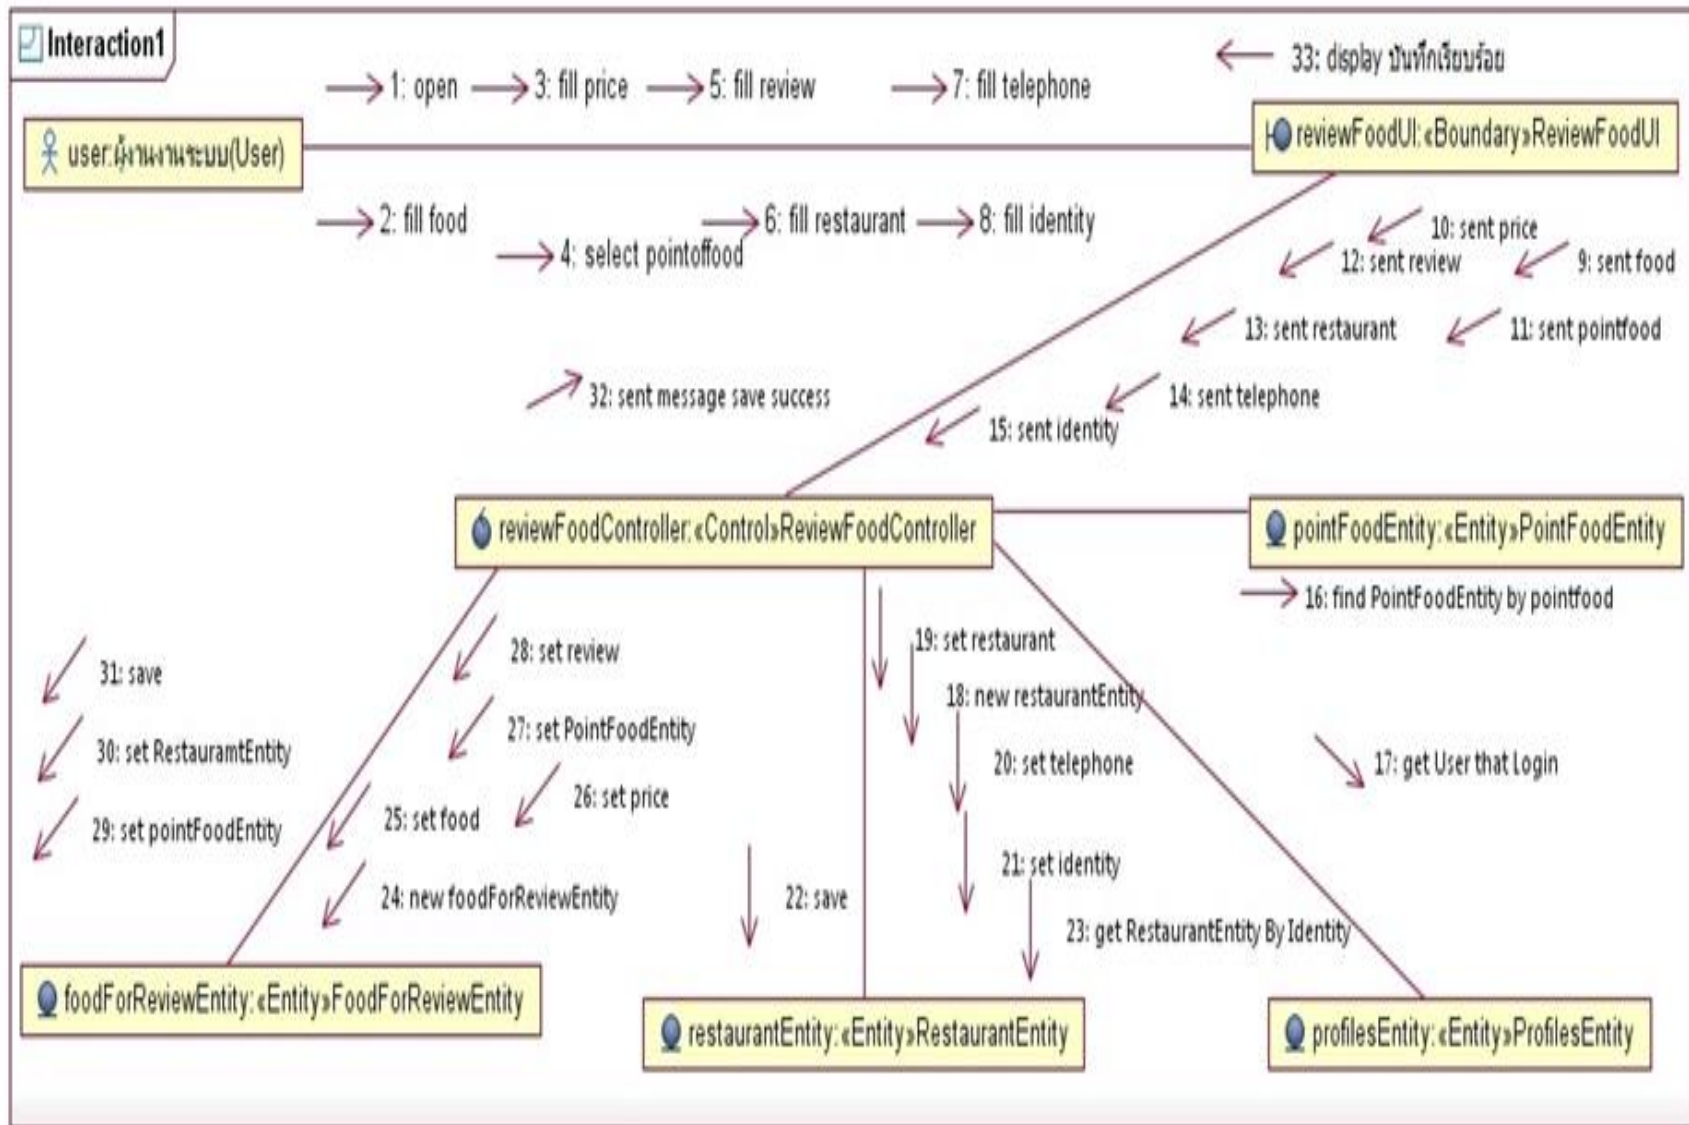 Interaction1
33: display บันทึกเรียบร้อย
1: open
3: fill price
5: fill review
7: fill telephone
user:ผู้งานงานระบบ(User)
reviewFoodUI:«Boundary»ReviewFoodUI
2: fill food
6: fill restaurant
8: fill identity
4: select pointoffood
10: sent price
12: sent review
9: sent food
13: sent restaurant
11: sent pointfood
32: sent message save success
14: sent telephone
15: sent identity
reviewFoodController:«Control»ReviewFoodController
pointFoodEntity:«Entity»PointFoodEntity
16: find PointFoodEntity by pointfood
28: set review
19: set restaurant
31: save
18: new restaurantEntity
27: set PointFoodEntity
30: set RestauramtEntity
20: set telephone
17: get User that Login
26: set price
25: set food
29: set pointFoodEntity
21: set identity
24: new foodForReviewEntity
22: save
23: get RestaurantEntity By Identity
foodForReviewEntity:«Entity»FoodForReviewEntity
restaurantEntity:«Entity»RestaurantEntity
profilesEntity:«Entity»ProfilesEntity